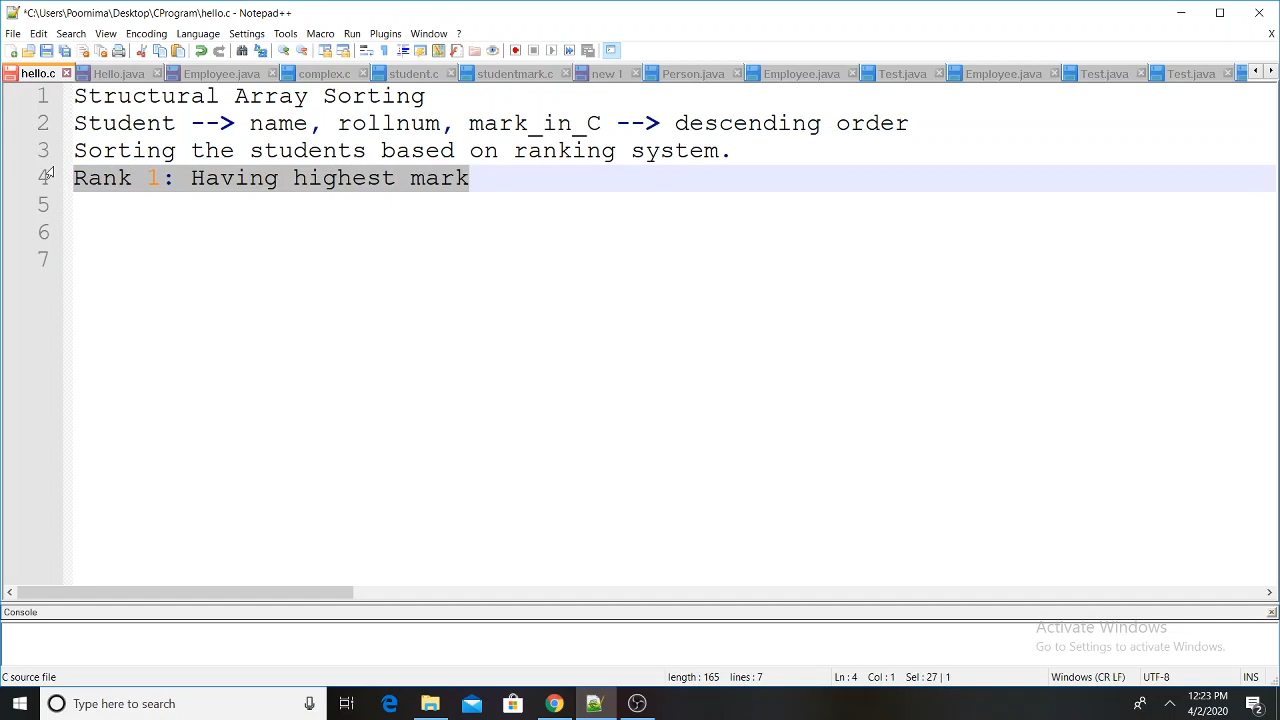 *C:\Users\Poornima\Desktop\CProgram\hello.c - Notepad++
File Edit Search View Encoding Language Settings Tools Macro Run Plugins Window ? X
hello.c Hello.java Employee.java complex.c student.c studentmark.c new 1 Person.java Employee.java Test.java Employee.java Test.java Test.java
1 Structural Array Sorting
2 Student --> name, rollnum, mark_in_C --> descending order
3 Sorting the students based on ranking system.
4 Rank 1: Having highest mark
5
6
7
Console
Activate Windows
Go to Settings to activate Windows.
C source file length : 165 lines : 7 Ln : 4 Col : 1 Sel : 27 | 1 Windows (CR LF) UTF-8 INS
Type here to search
12:23 PM
4/2/2020
2